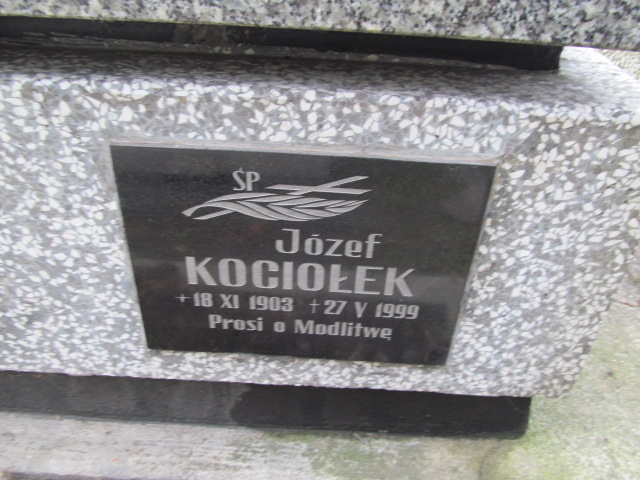 ŚP
Józef
KOCIOŁEK
+18 XI 1903 +27 V 1999
Prosi o Modlitwę